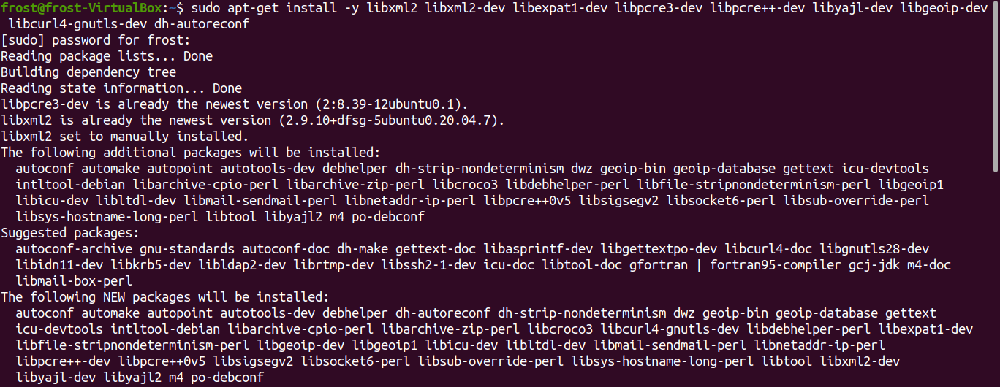 frost@frost-VirtualBox:~$ sudo apt-get install -y libxml2 libxml2-dev libexpat1-dev libpcre3-dev libpcre++-dev libyajl-dev libgeoip-dev
libcurl4-gnutls-dev dh-autoreconf
[sudo] password for frost:
Reading package lists... Done
Building dependency tree
Reading state information... Done
libpcre3-dev is already the newest version (2:8.39-12ubuntu0.1).
libxml2 is already the newest version (2.9.10+dfsg-5ubuntu0.20.04.7).
libxml2 set to manually installed.
The following additional packages will be installed:
  autoconf automake autopoint autotools-dev debhelper dh-strip-nondeterminism dwz geoip-bin geoip-database gettext icu-devtools
  intltool-debian libarchive-cpio-perl libarchive-zip-perl libcroco3 libdebhelper-perl libfile-stripnondeterminism-perl libgeoip1
  libicu-dev libltdl-dev libmail-sendmail-perl libnetaddr-ip-perl libpcre++0v5 libsigsegv2 libsocket6-perl libsub-override-perl
  libsys-hostname-long-perl libtool libyajl2 m4 po-debconf
Suggested packages:
  autoconf-archive gnu-standards autoconf-doc dh-make gettext-doc libasprintf-dev libgettextpo-dev libcurl4-doc libgnutls28-dev
  libidn11-dev libkrb5-dev libldap2-dev librtmp-dev libssh2-1-dev icu-doc libtool-doc gfortran | fortran95-compiler gcj-jdk m4-doc
  libmail-box-perl
The following NEW packages will be installed:
  autoconf automake autopoint autotools-dev debhelper dh-autoreconf dh-strip-nondeterminism dwz geoip-bin geoip-database gettext
  icu-devtools intltool-debian libarchive-cpio-perl libarchive-zip-perl libcroco3 libcurl4-gnutls-dev libdebhelper-perl libexpat1-dev
  libfile-stripnondeterminism-perl libgeoip-dev libgeoip1 libicu-dev libltdl-dev libmail-sendmail-perl libnetaddr-ip-perl
  libpcre++-dev libpcre++0v5 libsigsegv2 libsocket6-perl libsub-override-perl libsys-hostname-long-perl libtool libxml2-dev
  libyajl-dev libyajl2 m4 po-debconf